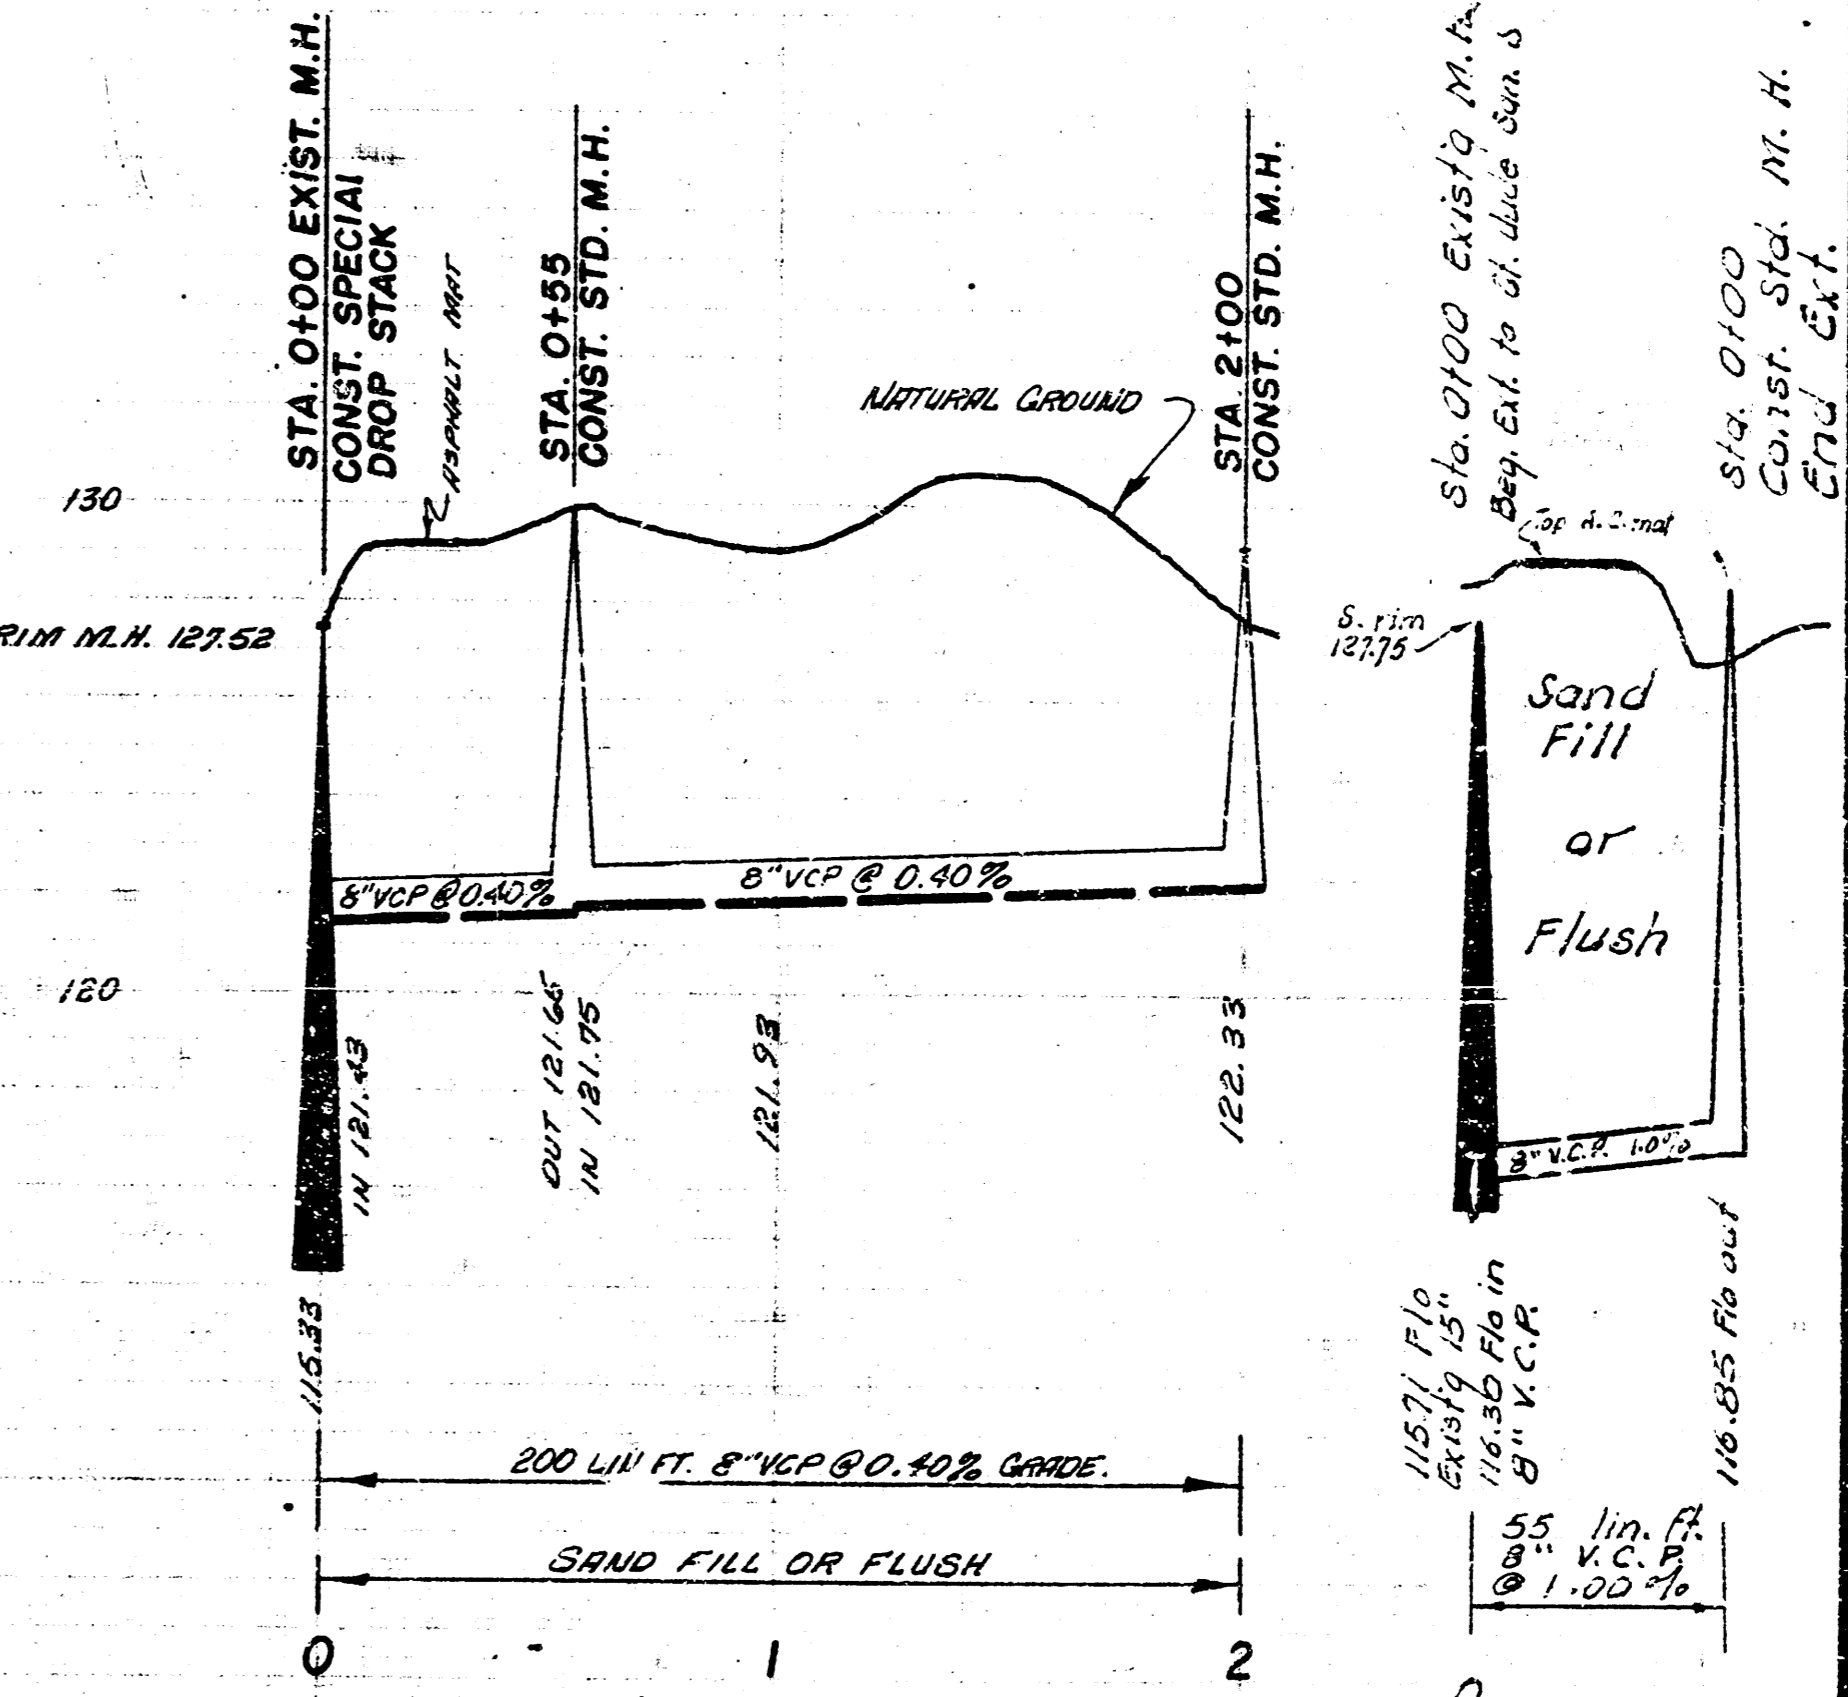 STA. 0+00 EXIST. M.H.
CONST. SPECIAL
DROP STACK
ASPHALT MAT
STA. 0+55
CONST. STD. M.H.
NATURAL GROUND
STA. 2+00
CONST. STD. M.H.
130
RIM M.H. 127.52
8" VCP @ 0.40%
8" VCP @ 0.40%
120
IN 121.43
OUT 121.65
IN 121.75
121.93
122.33
115.33
200 LIN FT. 8" VCP @ 0.40% GRADE.
SAND FILL OR FLUSH
0 1 2
Sta. 0+00 Exist'g M.H.
Beg. Ext. to San. S
Sta. 0+00
Const. Std. M.H.
End Ext.
Top A.C. mat
S. rim
127.75
Sand
Fill
or
Flush
8" V.C.P. 1.0%
115.71 Flo
Exist'g 15"
116.30 Flo in
8" V.C.P.
116.85 Flo out
55 lin. ft.
8" V.C.P.
@ 1.00%